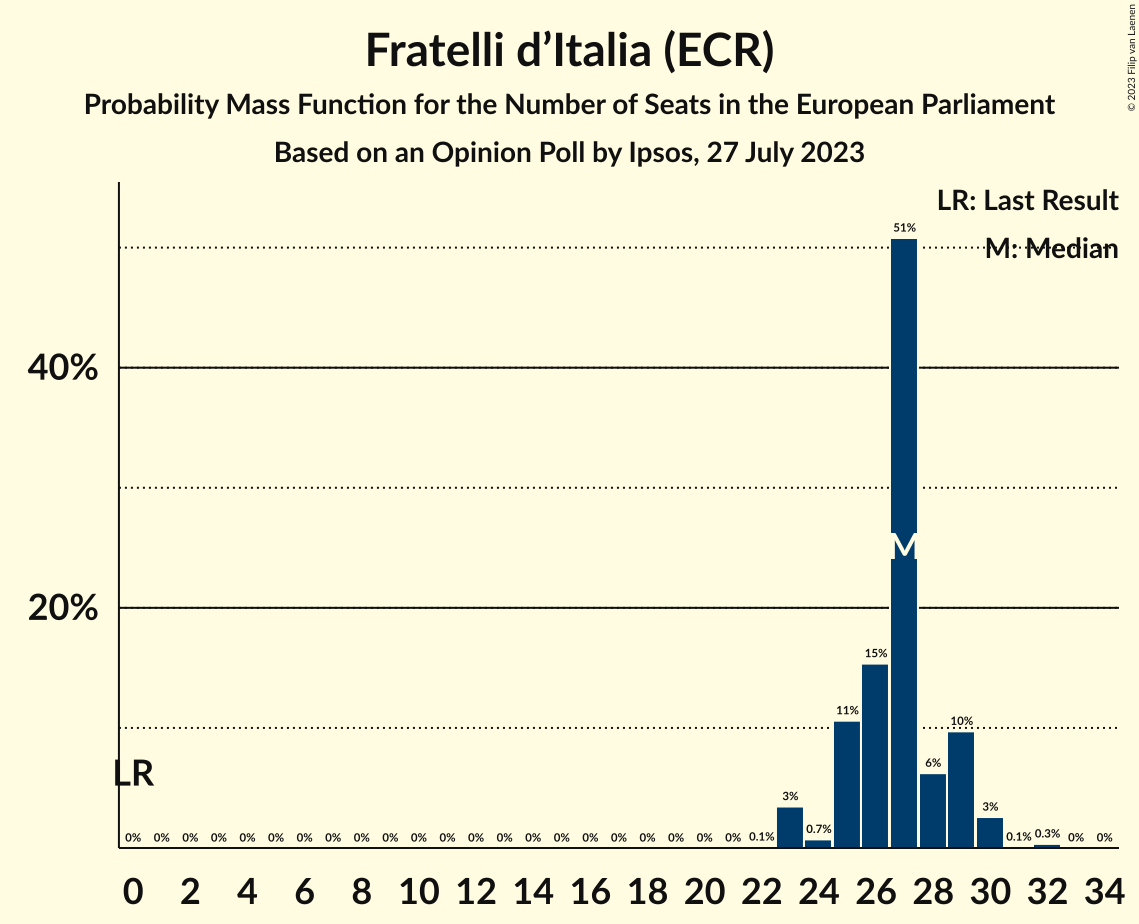 Fratelli d’Italia (ECR)
Probability Mass Function for the Number of Seats in the European Parliament
Based on an Opinion Poll by Ipsos, 27 July 2023
© 2023 Filip van Laenen
LR: Last Result
M: Median
40%
20%
LR
M
0% 0% 0% 0% 0% 0% 0% 0% 0% 0% 0% 0% 0% 0% 0% 0% 0% 0% 0% 0% 0% 0% 0.1% 3% 0.7% 11% 15% 51% 6% 10% 3% 0.1% 0.3% 0% 0%
0 2 4 6 8 10 12 14 16 18 20 22 24 26 28 30 32 34